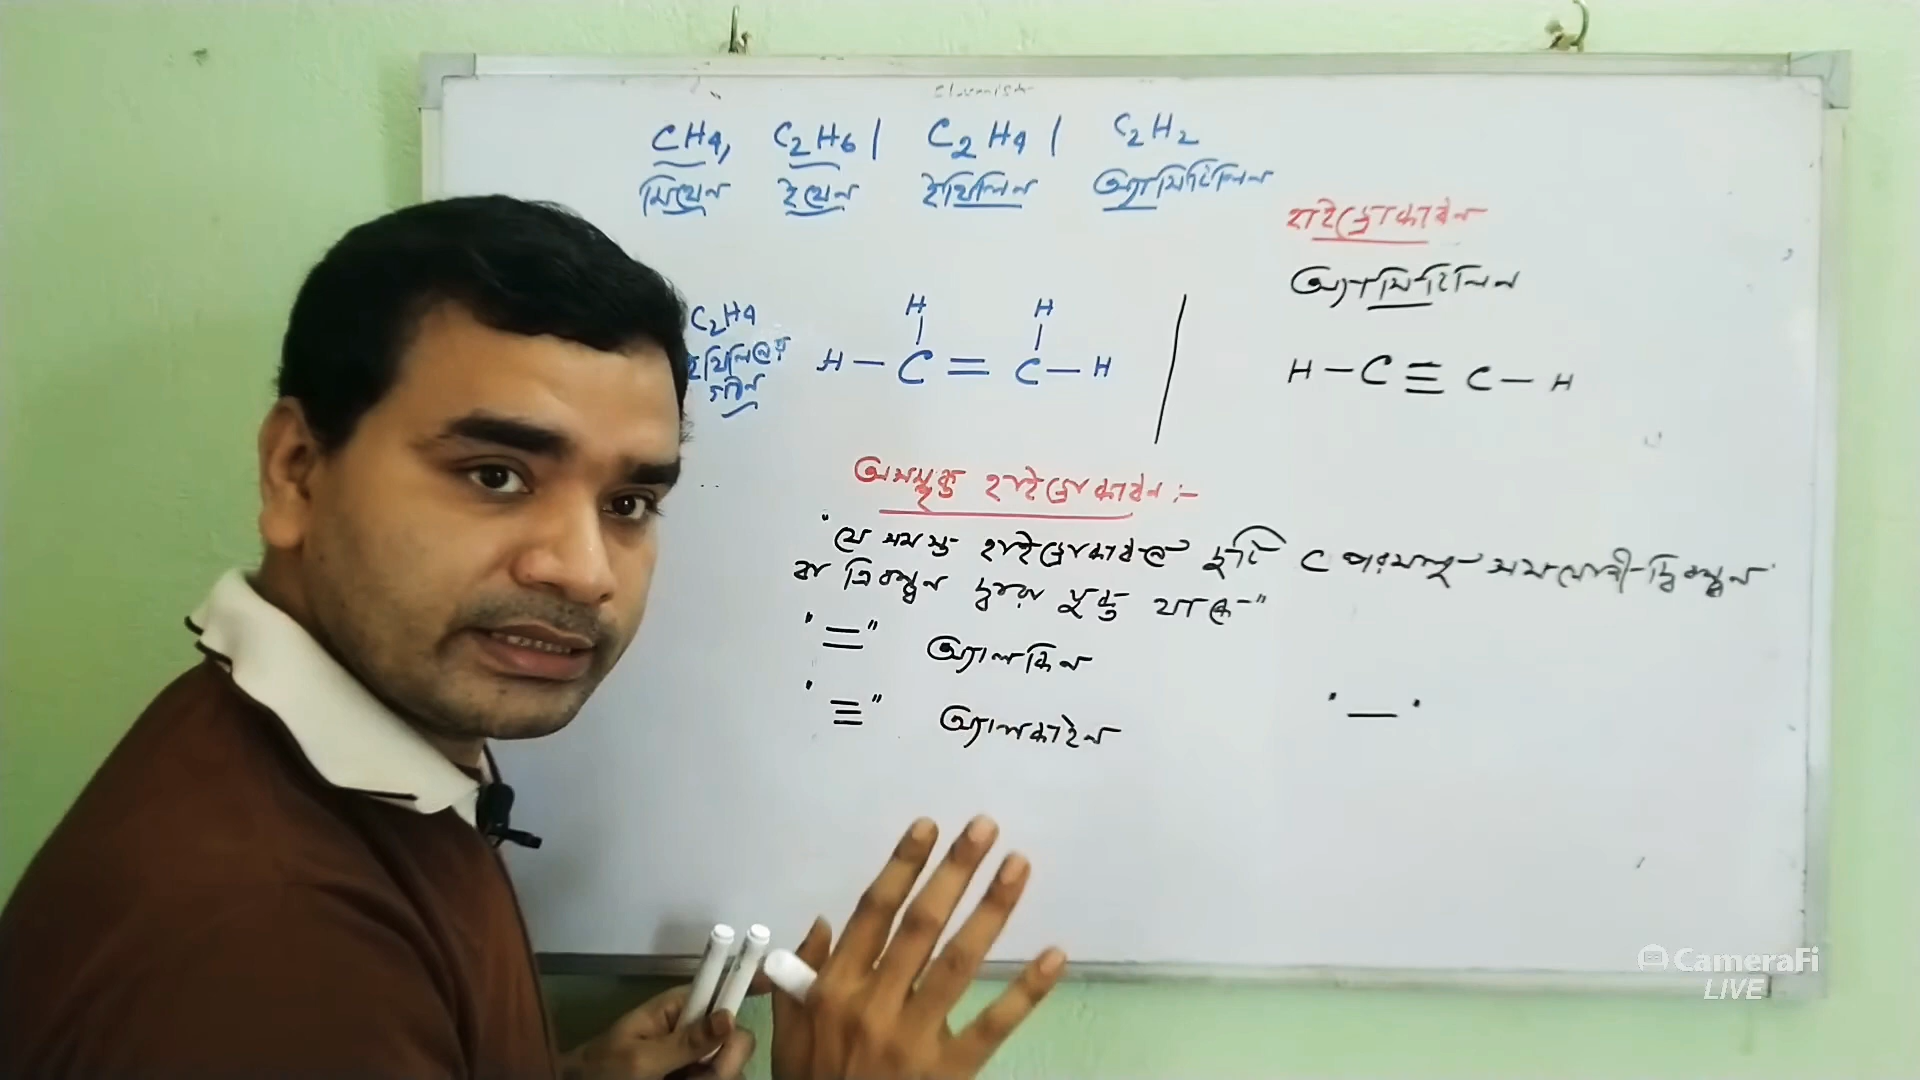 CH4, C2H6 | C2H4 | C2H2
মিথেন ইথেন ইথিলিন অ্যাসিটিলিন
হাইড্রোকার্বন
অ্যাসিটিলিন
C2H4
ইথিলিনের
গঠন
H H
H — C = C — H
H — C ≡ C — H
অসম্পৃক্ত হাইড্রোকার্বন :-
"যে সমস্ত হাইড্রোকার্বনে দুটি C পরমাণু সমযোজী দ্বিবন্ধন
বা ত্রিবন্ধন দ্বারা যুক্ত থাকে"
"=" অ্যালকিন
"≡" অ্যালকাইন
"—"
CameraFi
LIVE